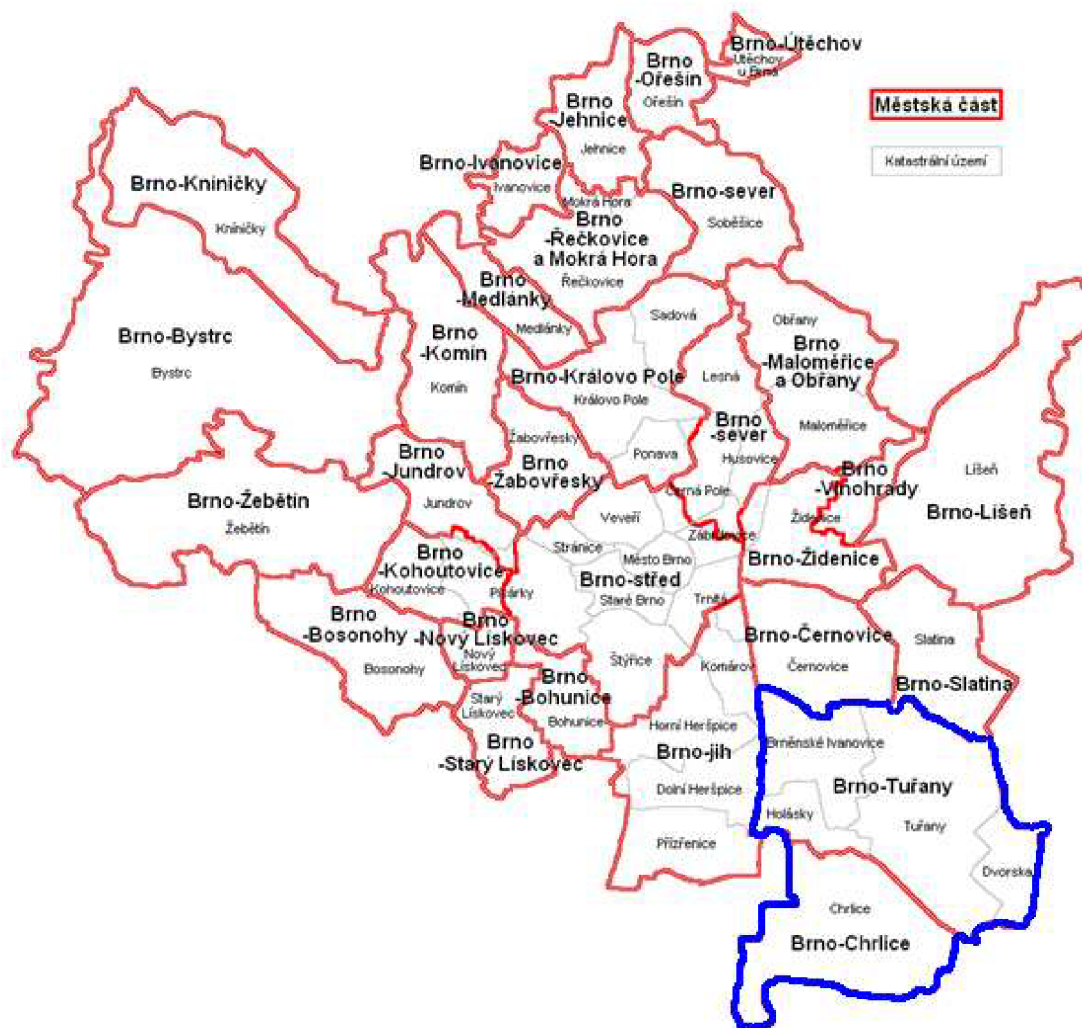 Brno-Útěchov
Útěchov
u Brna
Brno
-Ořešín
Ořešín
Městská část
Katastrální území
Brno
-Jehnice
Jehnice
Brno-Ivanovice
Ivanovice
Brno-Kníničky
Kníničky
Brno-sever
Soběšice
Mokrá Hora
Brno
-Řečkovice
a Mokrá Hora
Řečkovice
Brno
-Medlánky
Medlánky
Sadová
Obřany
Brno
-Maloměřice
a Obřany
Maloměřice
Brno-Bystrc
Bystrc
Brno
-Komín
Komín
Brno-Královo Pole
Královo Pole
Lesná
Brno
-sever
Husovice
Ponava
Černá Pole
Zábrdovice
Žabovřesky
Brno
-Žabovřesky
Brno
-Jundrov
Jundrov
Brno
-Vinohrady
Židenice
Brno-Židenice
Líšeň
Brno-Líšeň
Brno-Žebětín
Žebětín
Veveří
Stránice
Město Brno
Brno-střed
Staré Brno
Trnitá
Brno
-Kohoutovice
Kohoutovice
Pisárky
Brno
-Bosonohy
Bosonohy
Brno
-Nový Lískovec
Nový
Lískovec
Štýřice
Komárov
Brno-Černovice
Černovice
Slatina
Brno-Slatina
Starý
Lískovec
Brno
-Starý Lískovec
Brno
-Bohunice
Bohunice
Horní Heršpice
Brno-jih
Dolní Heršpice
Přízřenice
Brněnské Ivanovice
Brno-Tuřany
Holásky
Tuřany
Dvorska
Chrlice
Brno-Chrlice